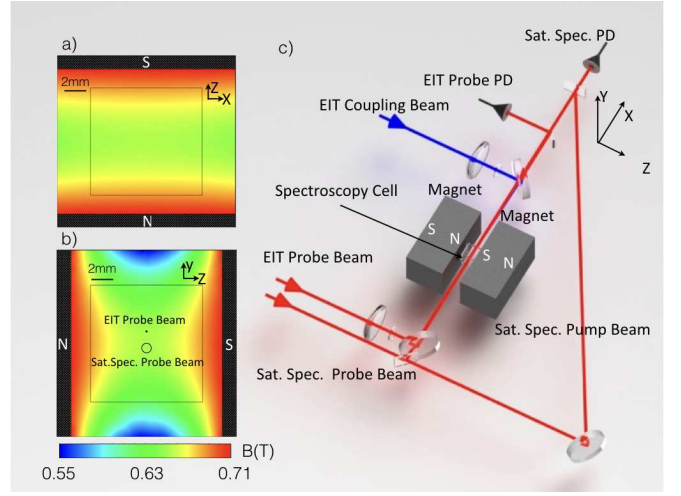 a)
S
2mm
Z
X
N
b)
2mm
y
Z
EIT Probe Beam
N
S
Sat.Spec. Probe Beam
B(T)
0.55 0.63 0.71
c)
Sat. Spec. PD
EIT Probe PD
Y
X
Z
EIT Coupling Beam
Spectroscopy Cell
Magnet
Magnet
S N
S N
EIT Probe Beam
Sat. Spec. Pump Beam
Sat. Spec. Probe Beam